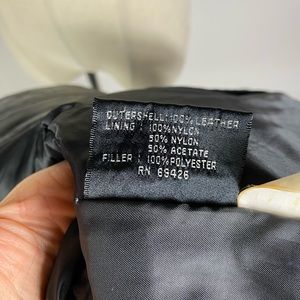 OUTERSHELL:100% LEATHER
LINING : 100%NYLON
50% NYLON
50% ACETATE
FILLER : 100%POLYESTER
RN 69426